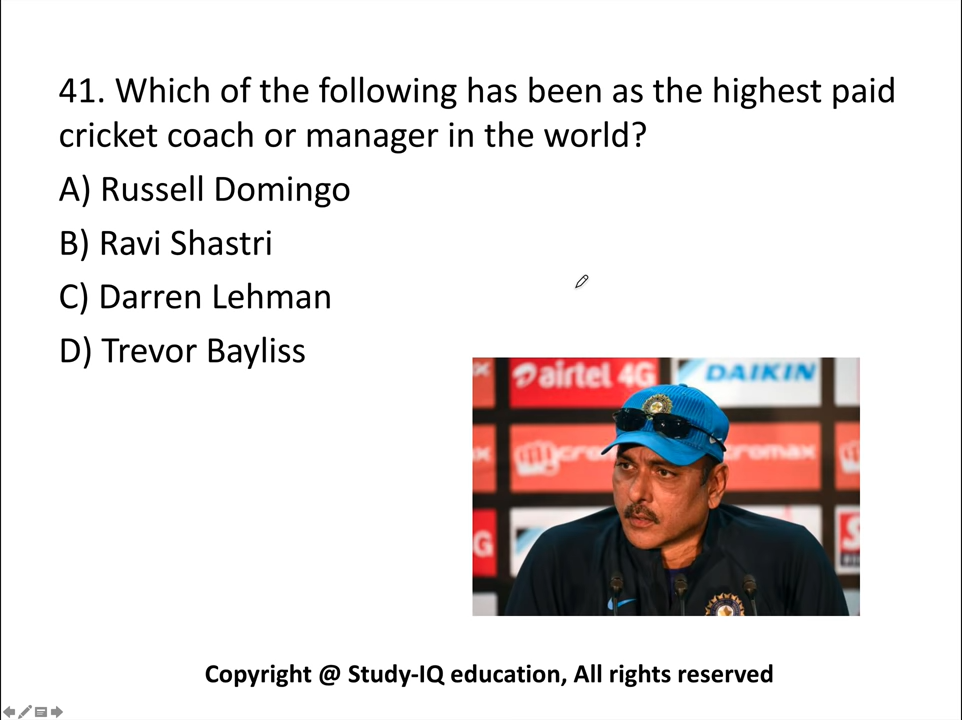 41. Which of the following has been as the highest paid
cricket coach or manager in the world?
A) Russell Domingo
B) Ravi Shastri
C) Darren Lehman
D) Trevor Bayliss
airtel 4G
DAIKIN
cromax
Copyright @ Study-IQ education, All rights reserved